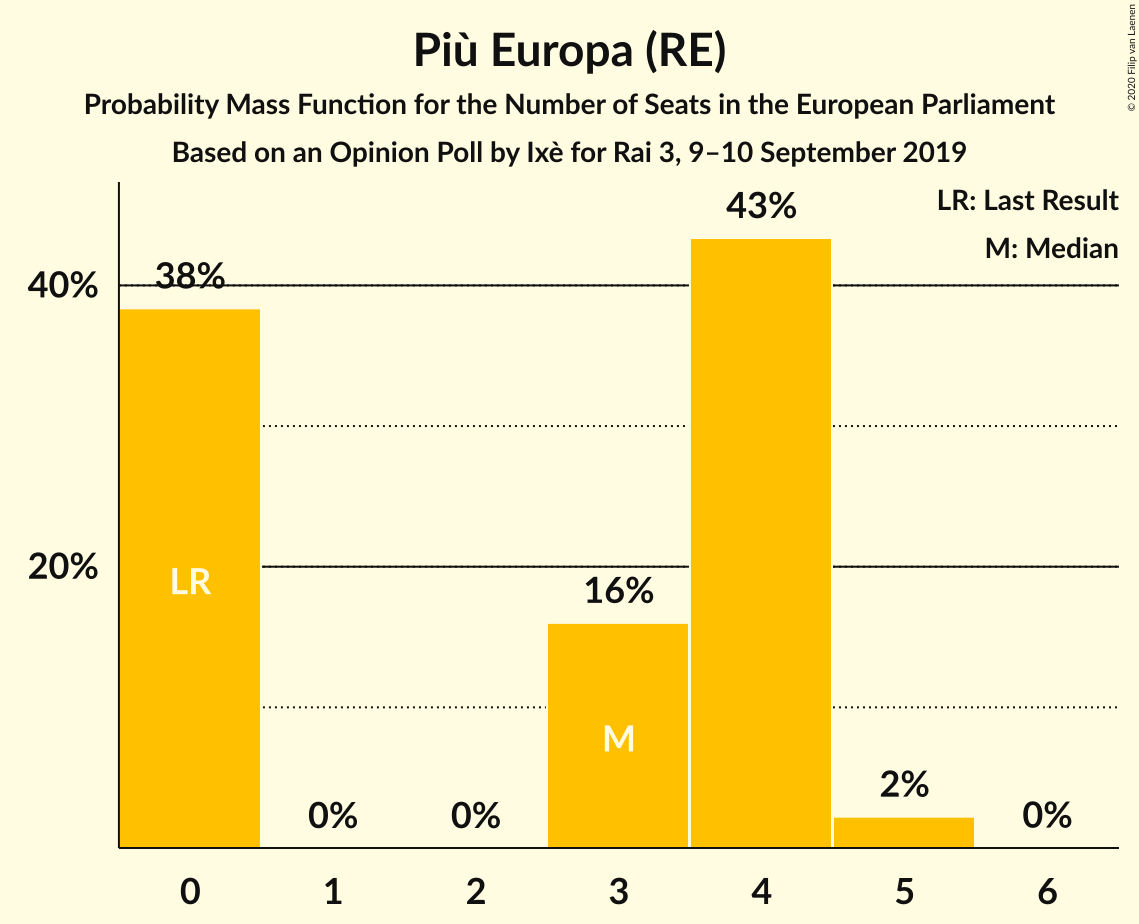 Più Europa (RE)
Probability Mass Function for the Number of Seats in the European Parliament
Based on an Opinion Poll by Ixè for Rai 3, 9–10 September 2019
© 2020 Filip van Laenen
LR: Last Result
M: Median
43%
38%
40%
20%
LR
16%
M
2%
0%
0%
0%
0
1
2
3
4
5
6